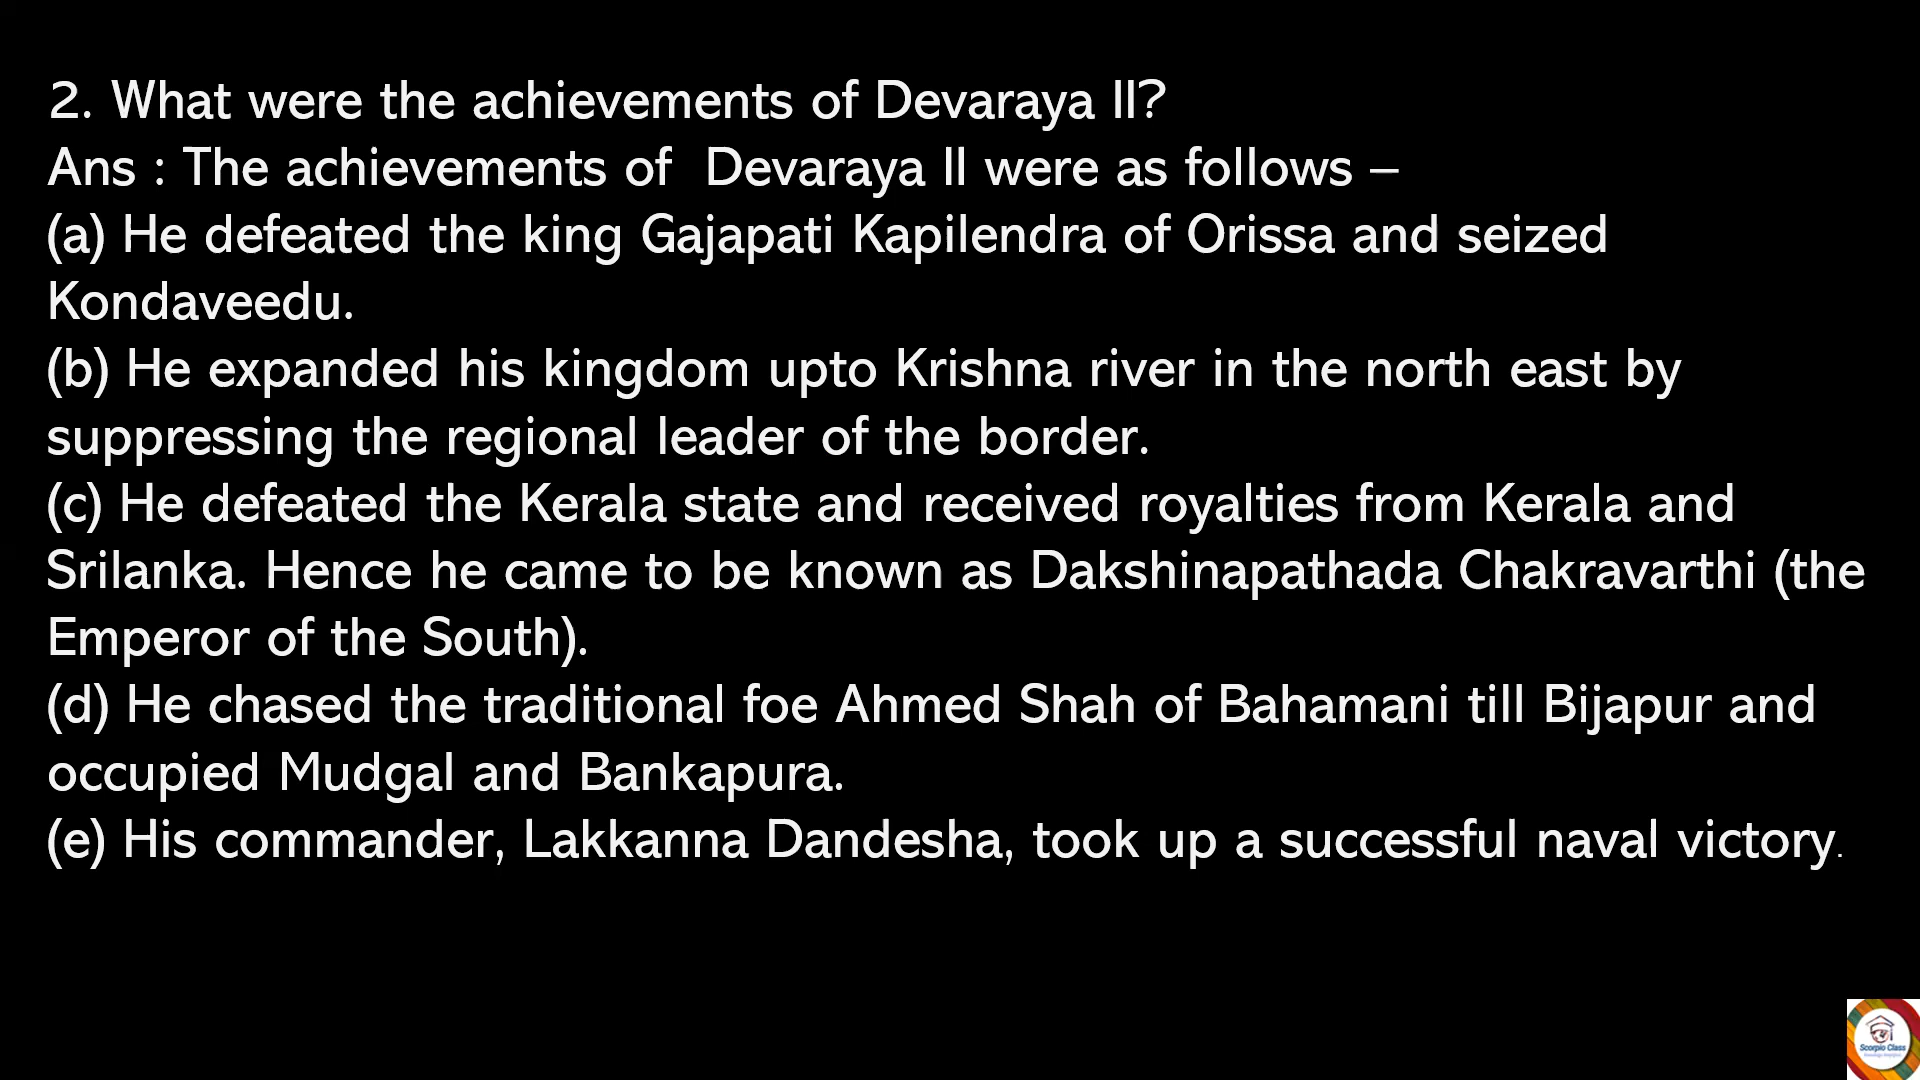 2. What were the achievements of Devaraya II?
Ans : The achievements of  Devaraya II were as follows –
(a) He defeated the king Gajapati Kapilendra of Orissa and seized
Kondaveedu.
(b) He expanded his kingdom upto Krishna river in the north east by
suppressing the regional leader of the border.
(c) He defeated the Kerala state and received royalties from Kerala and
Srilanka. Hence he came to be known as Dakshinapathada Chakravarthi (the
Emperor of the South).
(d) He chased the traditional foe Ahmed Shah of Bahamani till Bijapur and
occupied Mudgal and Bankapura.
(e) His commander, Lakkanna Dandesha, took up a successful naval victory.
Scorpio Class